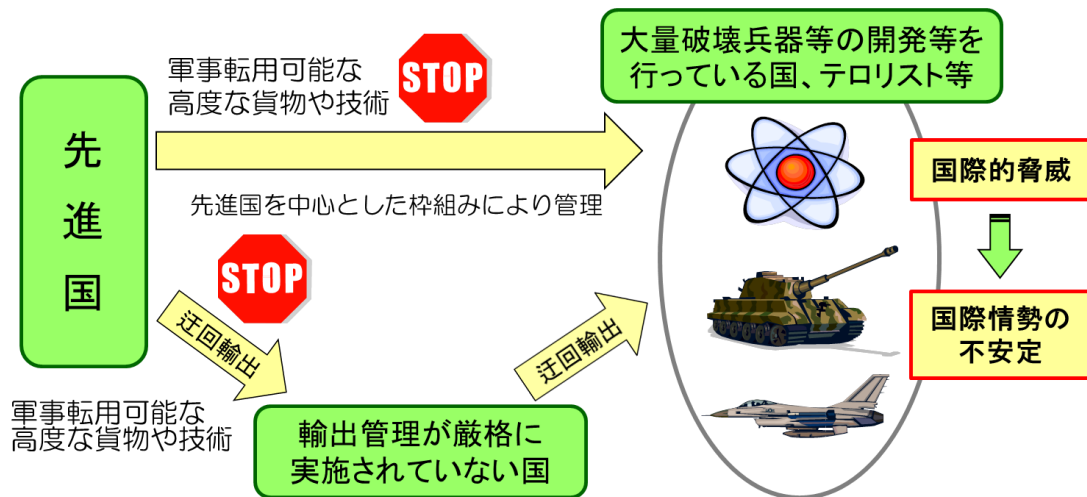 先進国
軍事転用可能な
高度な貨物や技術
STOP
先進国を中心とした枠組みにより管理
STOP
迂回輸出
軍事転用可能な
高度な貨物や技術
輸出管理が厳格に
実施されていない国
迂回輸出
大量破壊兵器等の開発等を
行っている国、テロリスト等
国際的脅威
国際情勢の
不安定